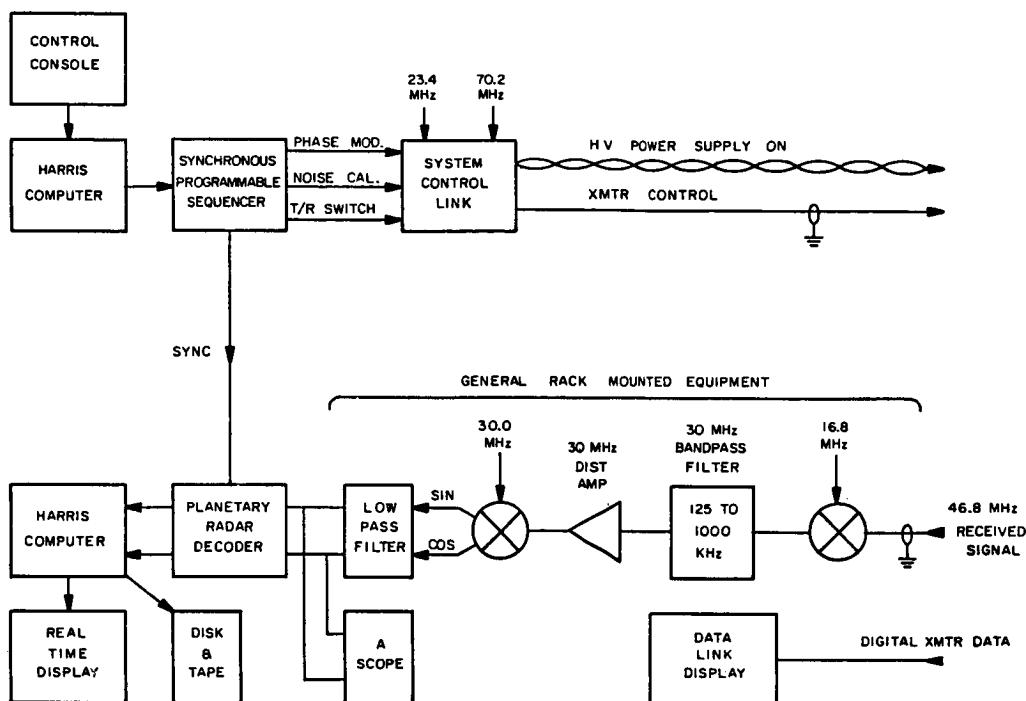 CONTROL
CONSOLE
HARRIS
COMPUTER
SYNCHRONOUS
PROGRAMMABLE
SEQUENCER
PHASE MOD.
NOISE CAL.
T/R SWITCH
23.4
MHz
70.2
MHz
SYSTEM
CONTROL
LINK
HV POWER SUPPLY ON
XMTR CONTROL
SYNC
GENERAL RACK MOUNTED EQUIPMENT
HARRIS
COMPUTER
PLANETARY
RADAR
DECODER
LOW
PASS
FILTER
SIN
COS
30.0
MHz
30 MHz
DIST
AMP
30 MHz
BANDPASS
FILTER
125 TO
1000
KHz
16.8
MHz
46.8 MHz
RECEIVED
SIGNAL
REAL
TIME
DISPLAY
DISK
&
TAPE
A
SCOPE
DATA
LINK
DISPLAY
DIGITAL XMTR DATA